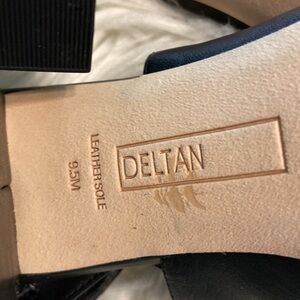 DELTAN
LEATHER SOLE
9.5M